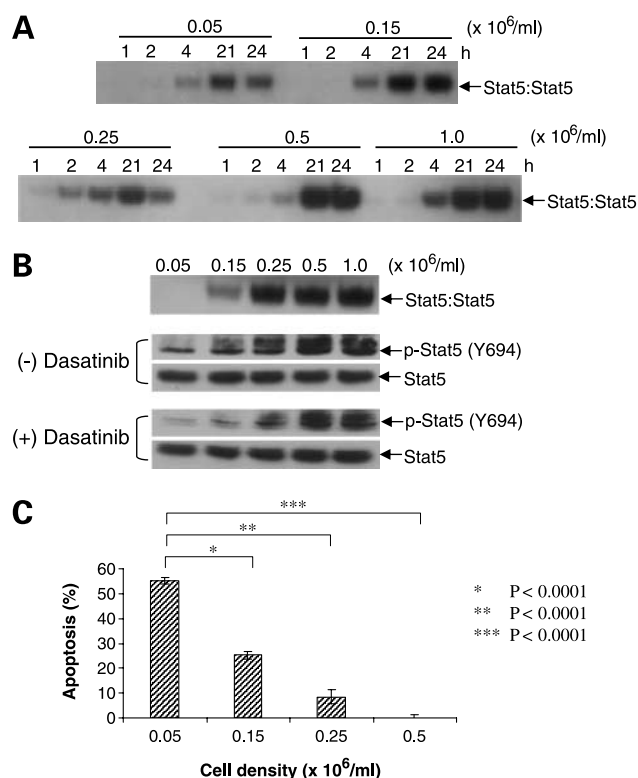 A
0.05 0.15 (x 10⁶/ml)
1 2 4 21 24 1 2 4 21 24 h
Stat5:Stat5
0.25 0.5 1.0 (x 10⁶/ml)
1 2 4 21 24 1 2 4 21 24 1 2 4 21 24 h
Stat5:Stat5
B
0.05 0.15 0.25 0.5 1.0 (x 10⁶/ml)
Stat5:Stat5
(-) Dasatinib
p-Stat5 (Y694)
Stat5
(+) Dasatinib
p-Stat5 (Y694)
Stat5
C
***
**
*
60
50
40
30
20
10
0
Apoptosis (%)
0.05 0.15 0.25 0.5
Cell density (x 10⁶/ml)
* P < 0.0001
** P < 0.0001
*** P < 0.0001